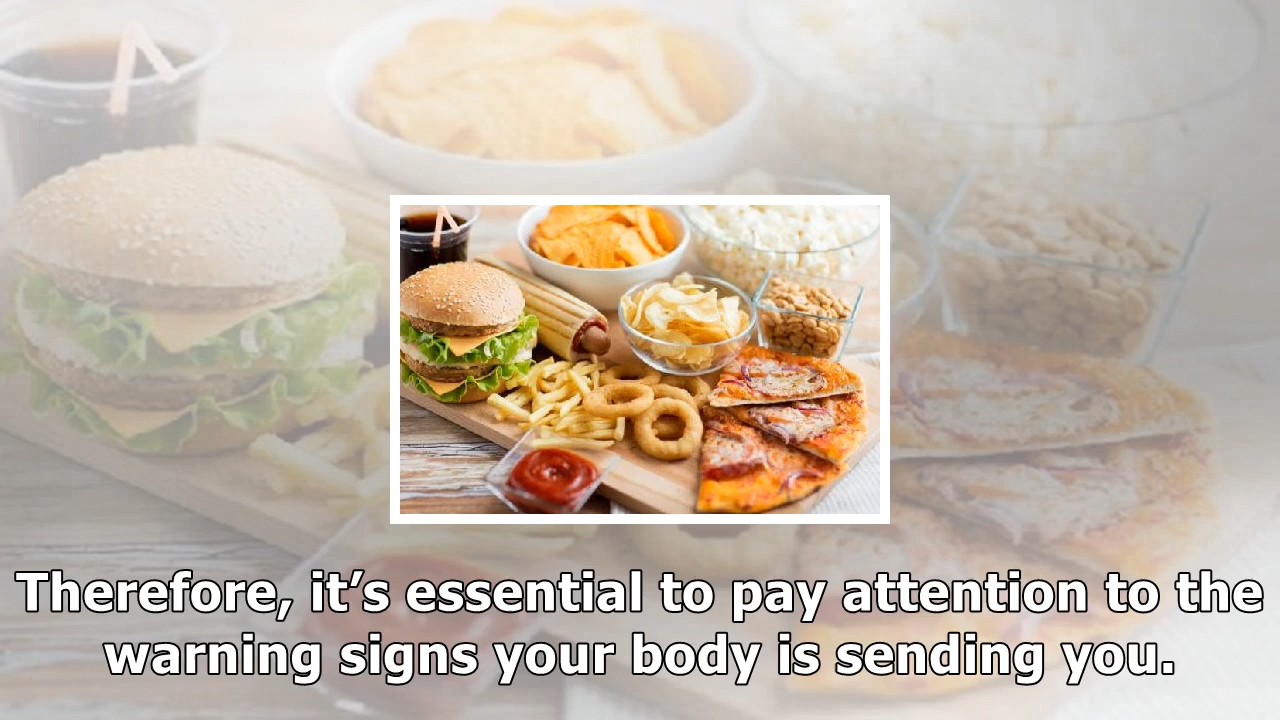 Therefore, it’s essential to pay attention to the
warning signs your body is sending you.